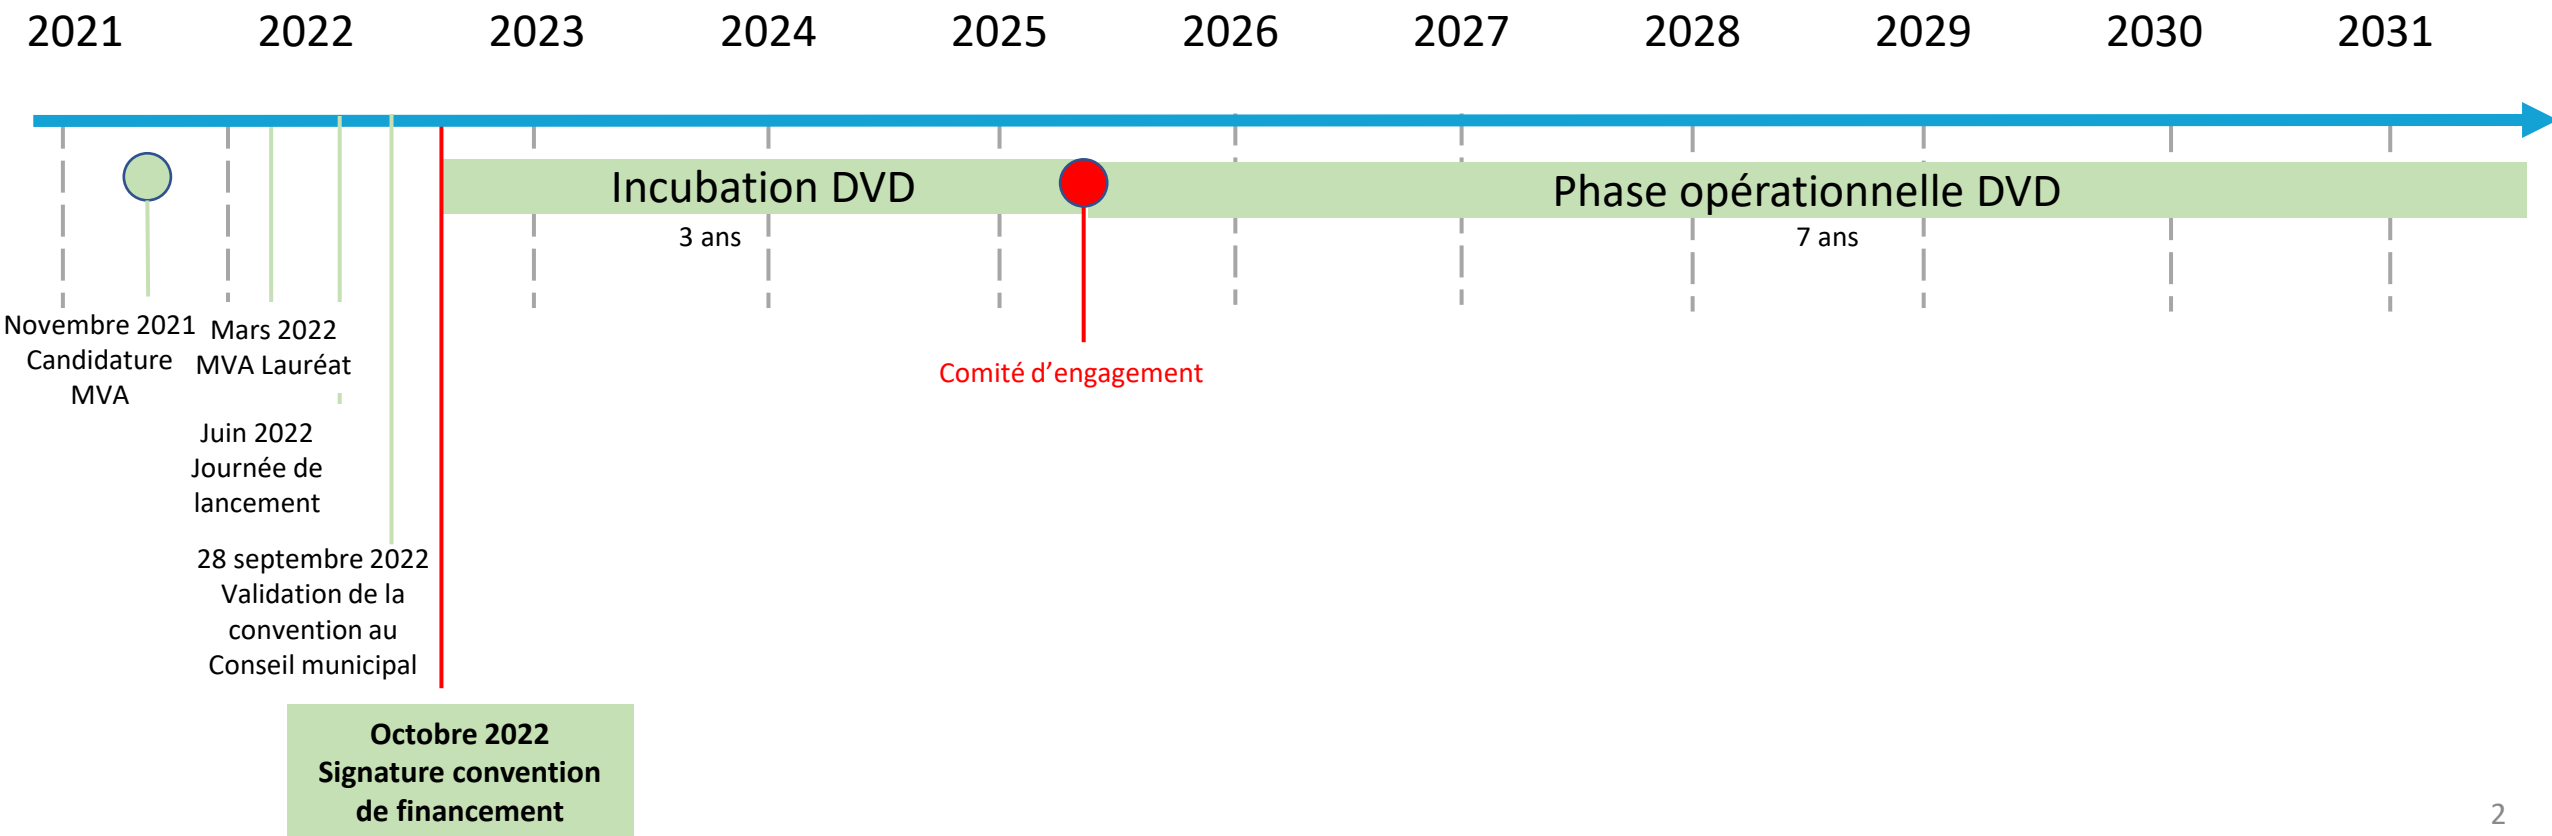 2021 2022 2023 2024 2025 2026 2027 2028 2029 2030 2031
Incubation DVD
Phase opérationnelle DVD
3 ans
7 ans
Novembre 2021
Candidature
MVA
Mars 2022
MVA Lauréat
Comité d’engagement
Juin 2022
Journée de
lancement
28 septembre 2022
Validation de la
convention au
Conseil municipal
Octobre 2022
Signature convention
de financement
2